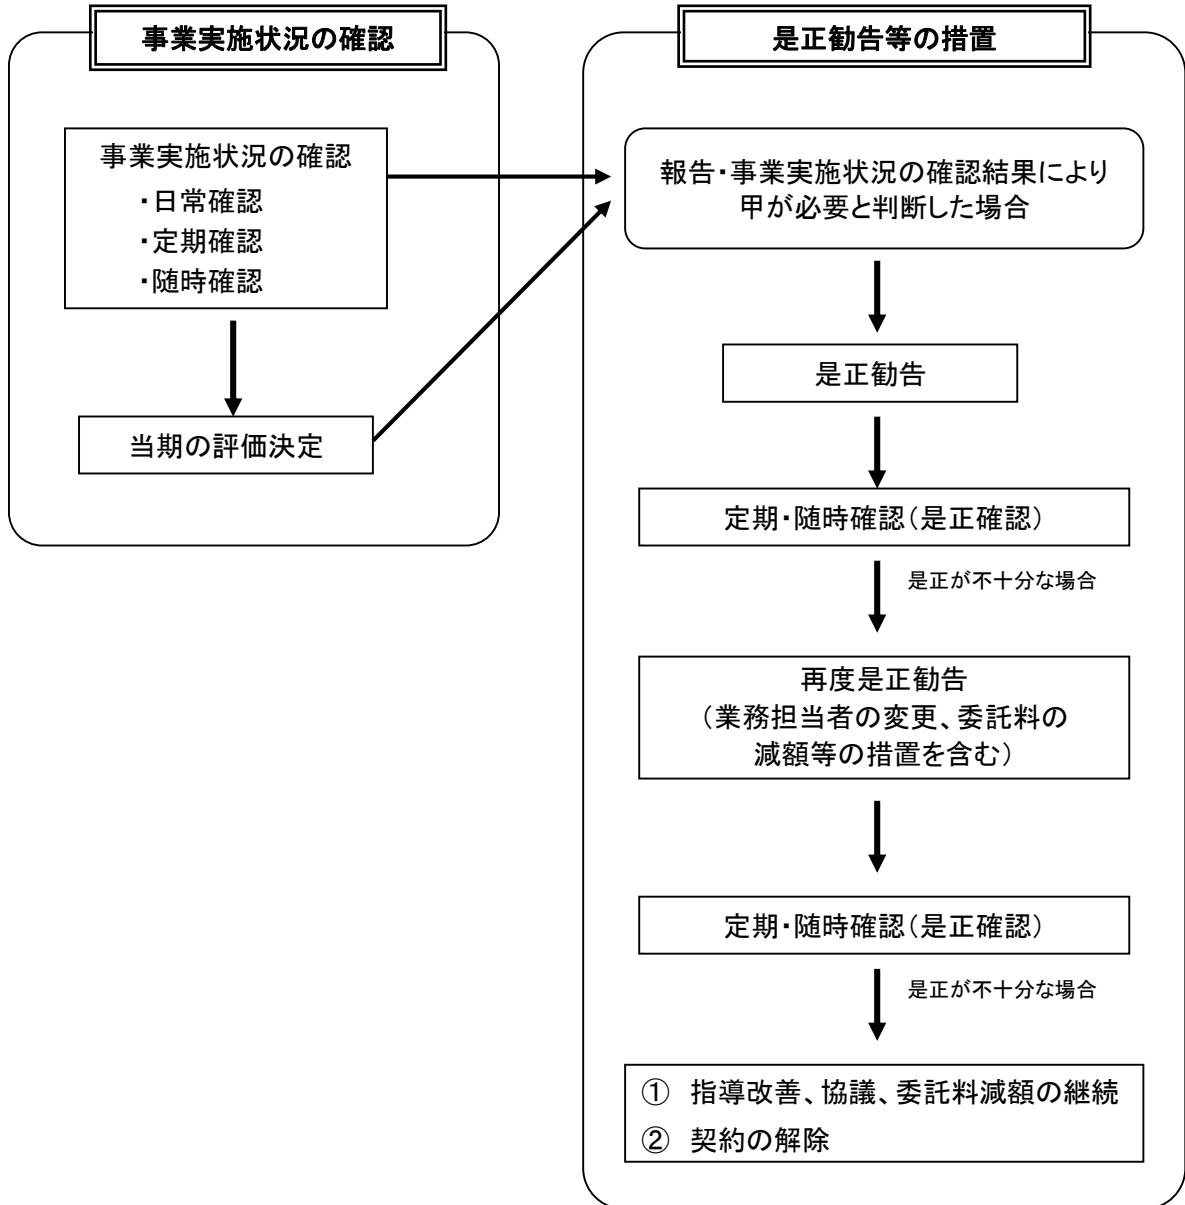 事業実施状況の確認
事業実施状況の確認
・日常確認
・定期確認
・随時確認
当期の評価決定
是正勧告等の措置
報告・事業実施状況の確認結果により
甲が必要と判断した場合
是正勧告
定期・随時確認（是正確認）
是正が不十分な場合
再度是正勧告
（業務担当者の変更、委託料の
減額等の措置を含む）
定期・随時確認（是正確認）
是正が不十分な場合
① 指導改善、協議、委託料減額の継続
② 契約の解除